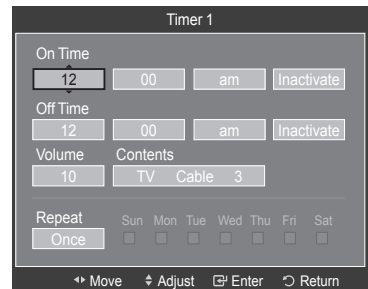 Timer 1
On Time
12 00 am Inactivate
Off Time
12 00 am Inactivate
Volume Contents
10 TV Cable 3
Repeat Sun Mon Tue Wed Thu Fri Sat
Once
Move Adjust Enter Return